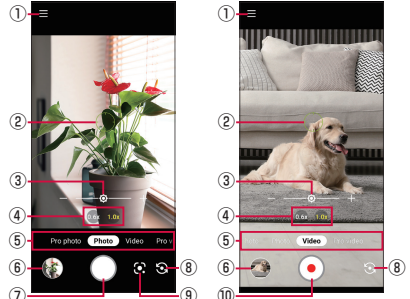 ① ①
② ②
③ ③
④ 0.6x 1.0x ④ 0.6x 1.0x
⑤ Pro photo Photo Video Pro v ⑤ Video
⑥ ⑧ ⑥ ⑧
⑦ ⑨ ⑩